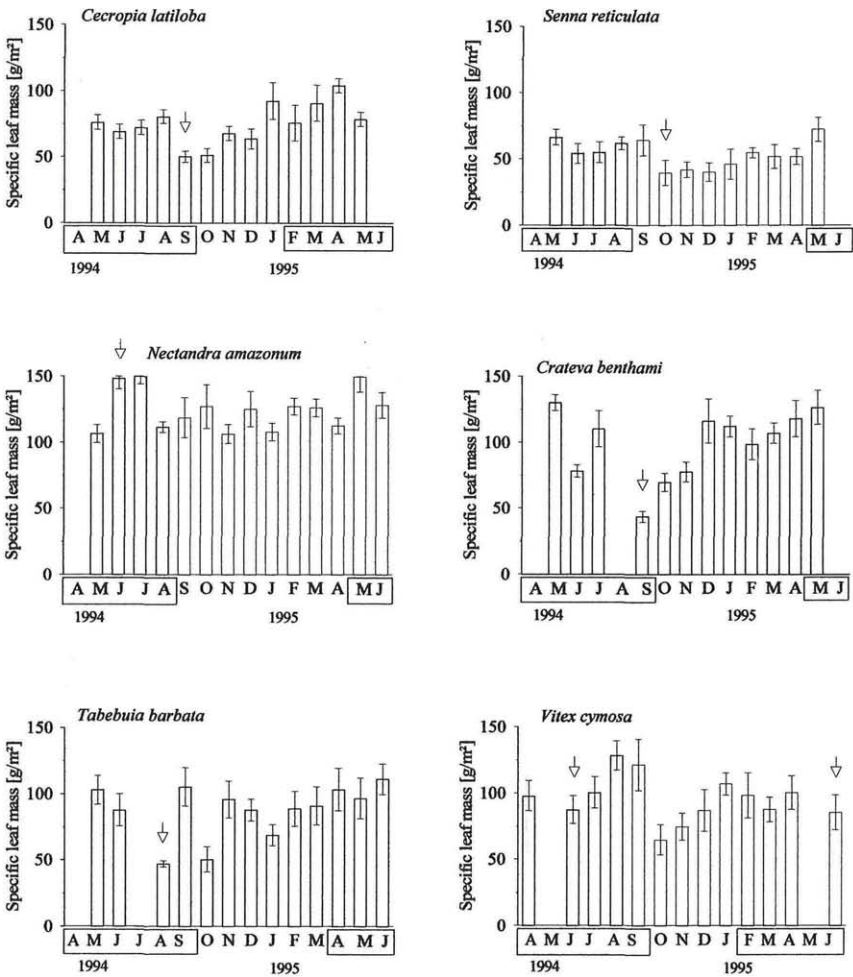 Cecropia latiloba
Specific leaf mass [g/m²]
150
100
50
0
A M J J A S O N D J F M A M J
1994 1995
Senna reticulata
Specific leaf mass [g/m²]
150
100
50
0
A M J J A S O N D J F M A M J
1994 1995
Nectandra amazonum
Specific leaf mass [g/m²]
150
100
50
0
A M J J A S O N D J F M A M J
1994 1995
Crateva benthami
Specific leaf mass [g/m²]
150
100
50
0
A M J J A S O N D J F M A M J
1994 1995
Tabebuia barbata
Specific leaf mass [g/m²]
150
100
50
0
A M J J A S O N D J F M A M J
1994 1995
Vitex cymosa
Specific leaf mass [g/m²]
150
100
50
0
A M J J A S O N D J F M A M J
1994 1995